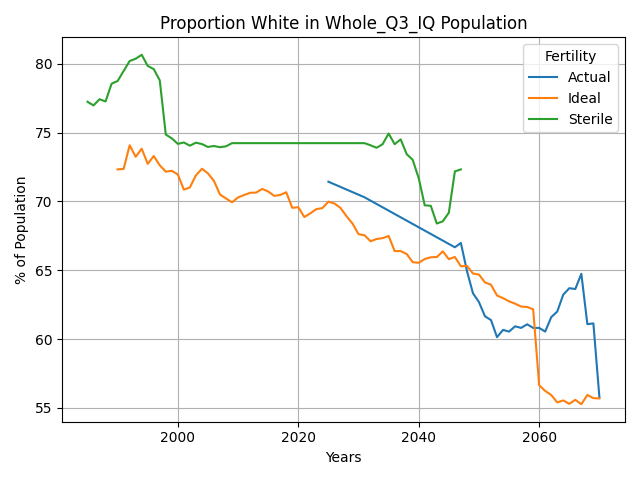 Proportion White in Whole_Q3_IQ Population
Fertility
Actual
Ideal
Sterile
% of Population
80
75
70
65
60
55
2000
2020
2040
2060
Years